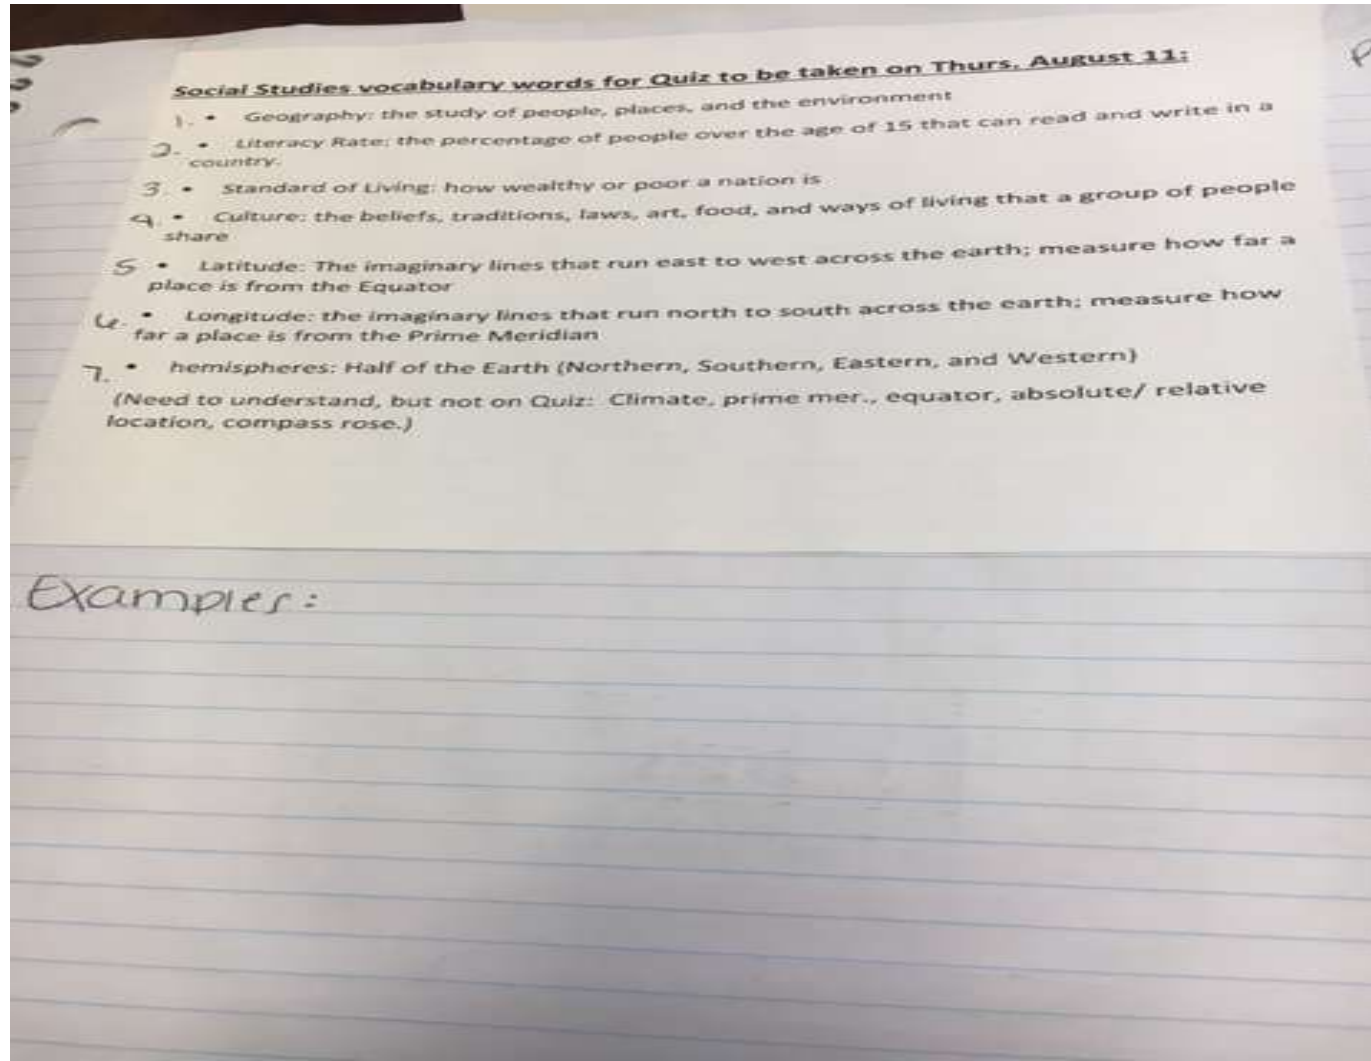 Social Studies vocabulary words for Quiz to be taken on Thurs. August 11:
1. • Geography: the study of people, places, and the environment
2. • Literacy Rate: the percentage of people over the age of 15 that can read and write in a
country.
3. • Standard of Living: how wealthy or poor a nation is
4. • Culture: the beliefs, traditions, laws, art, food, and ways of living that a group of people
share
5 • Latitude: The imaginary lines that run east to west across the earth; measure how far a
place is from the Equator
6. • Longitude: the imaginary lines that run north to south across the earth; measure how
far a place is from the Prime Meridian
7. • hemispheres: Half of the Earth (Northern, Southern, Eastern, and Western)
(Need to understand, but not on Quiz: Climate, prime mer., equator, absolute/ relative
location, compass rose.)
Examples: